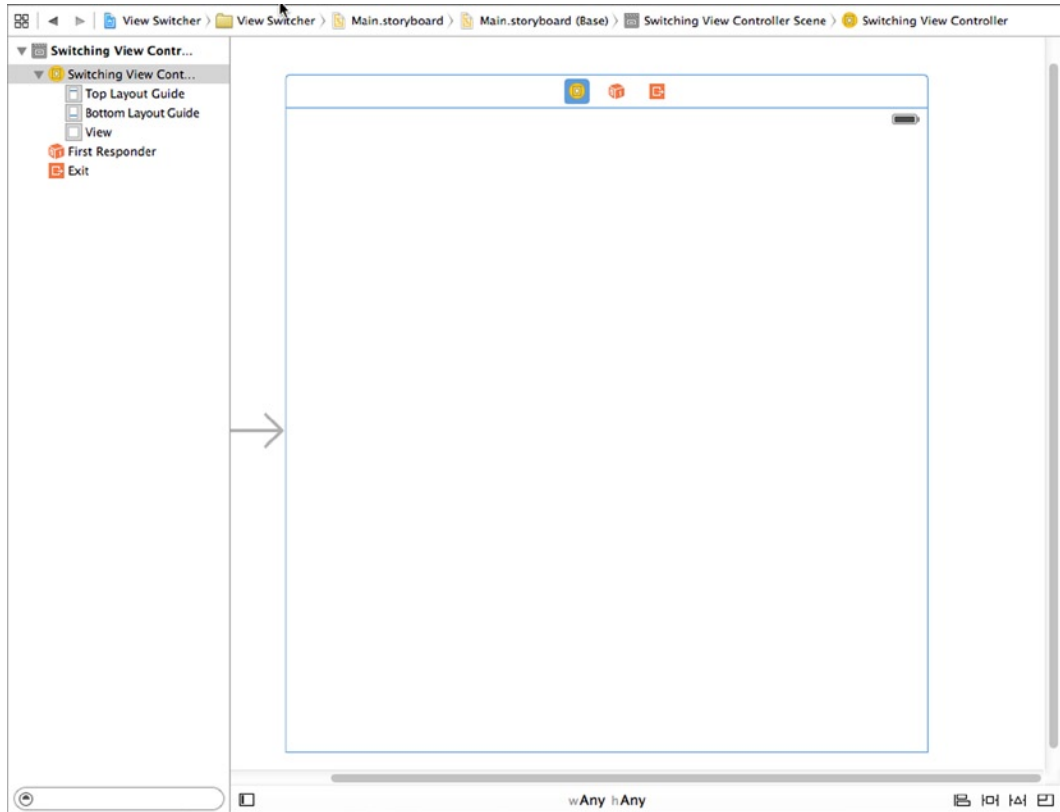 View Switcher 〉 View Switcher 〉 Main.storyboard 〉 Main.storyboard (Base) 〉 Switching View Controller Scene 〉 Switching View Controller
Switching View Contr...
Switching View Cont...
Top Layout Guide
Bottom Layout Guide
View
First Responder
Exit
wAny hAny